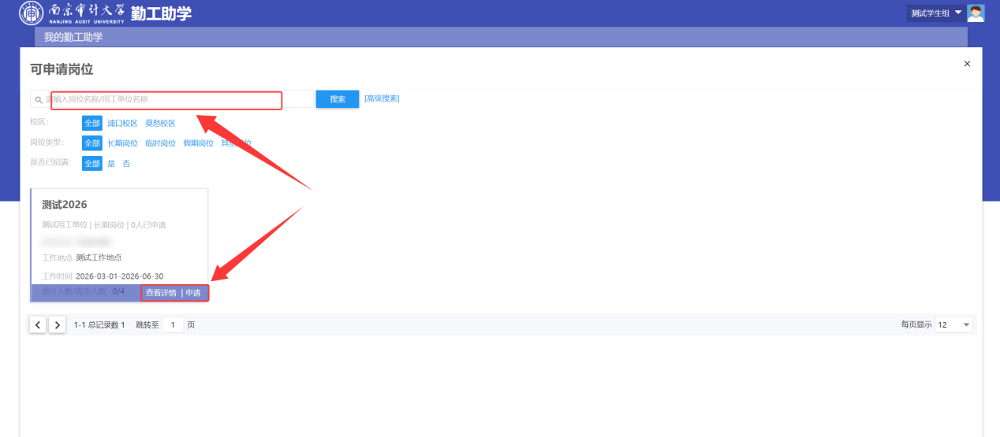 南京审计大学 勤工助学
NANJING AUDIT UNIVERSITY
测试学生组
我的勤工助学
可申请岗位
×
请输入岗位名称/用工单位名称 搜索 [高级搜索]
校区: 全部 浦口校区 莫愁校区
岗位类型: 全部 长期岗位 临时岗位 假期岗位 其他岗位
是否已招满: 全部 是 否
测试2026
测试用工单位 | 长期岗位 | 0人已申请
工作地点 测试工作地点
工作时间 2026-03-01-2026-06-30
通过人数/需求人数 0/4 查看详情 | 申请
1-1 总记录数 1 跳转至 1 页 每页显示 12